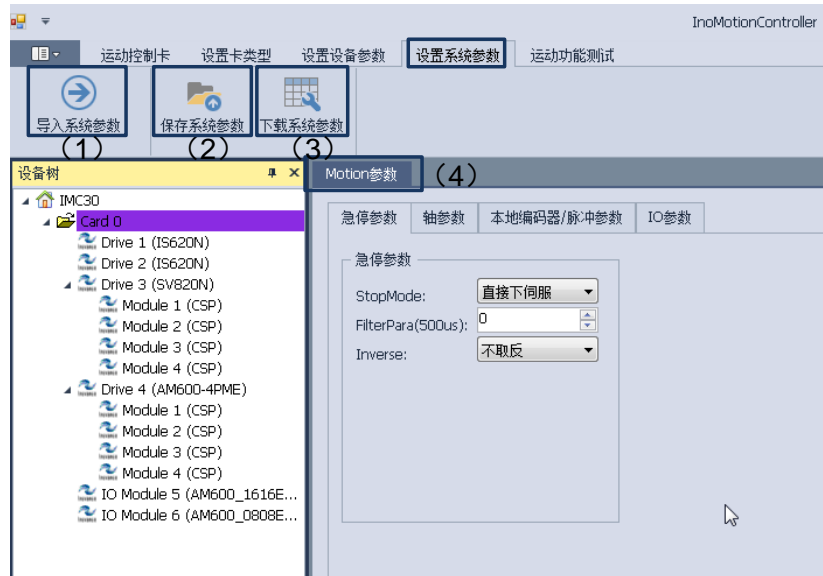 InoMotionController
运动控制卡 设置卡类型 设置设备参数 设置系统参数 运动功能测试
导入系统参数 保存系统参数 下载系统参数
（1） （2） （3）
设备树 Motion参数 （4）
IMC30
Card 0
Drive 1 (IS620N)
Drive 2 (IS620N)
Drive 3 (SV820N)
Module 1 (CSP)
Module 2 (CSP)
Module 3 (CSP)
Module 4 (CSP)
Drive 4 (AM600-4PME)
Module 1 (CSP)
Module 2 (CSP)
Module 3 (CSP)
Module 4 (CSP)
IO Module 5 (AM600_1616E...
IO Module 6 (AM600_0808E...
急停参数 轴参数 本地编码器/脉冲参数 IO参数
急停参数
StopMode: 直接下伺服
FilterPara(500us): 0
Inverse: 不取反